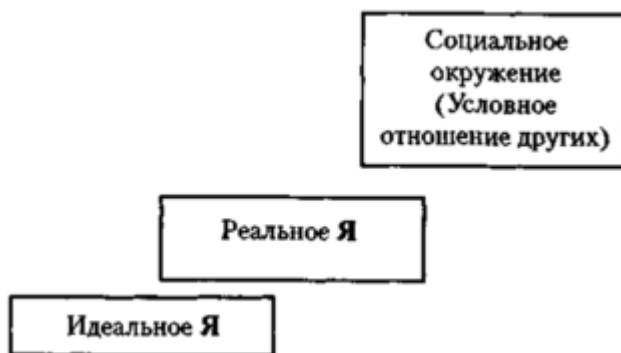 Социальное
окружение
(Условное
отношение других)
Реальное Я
Идеальное Я